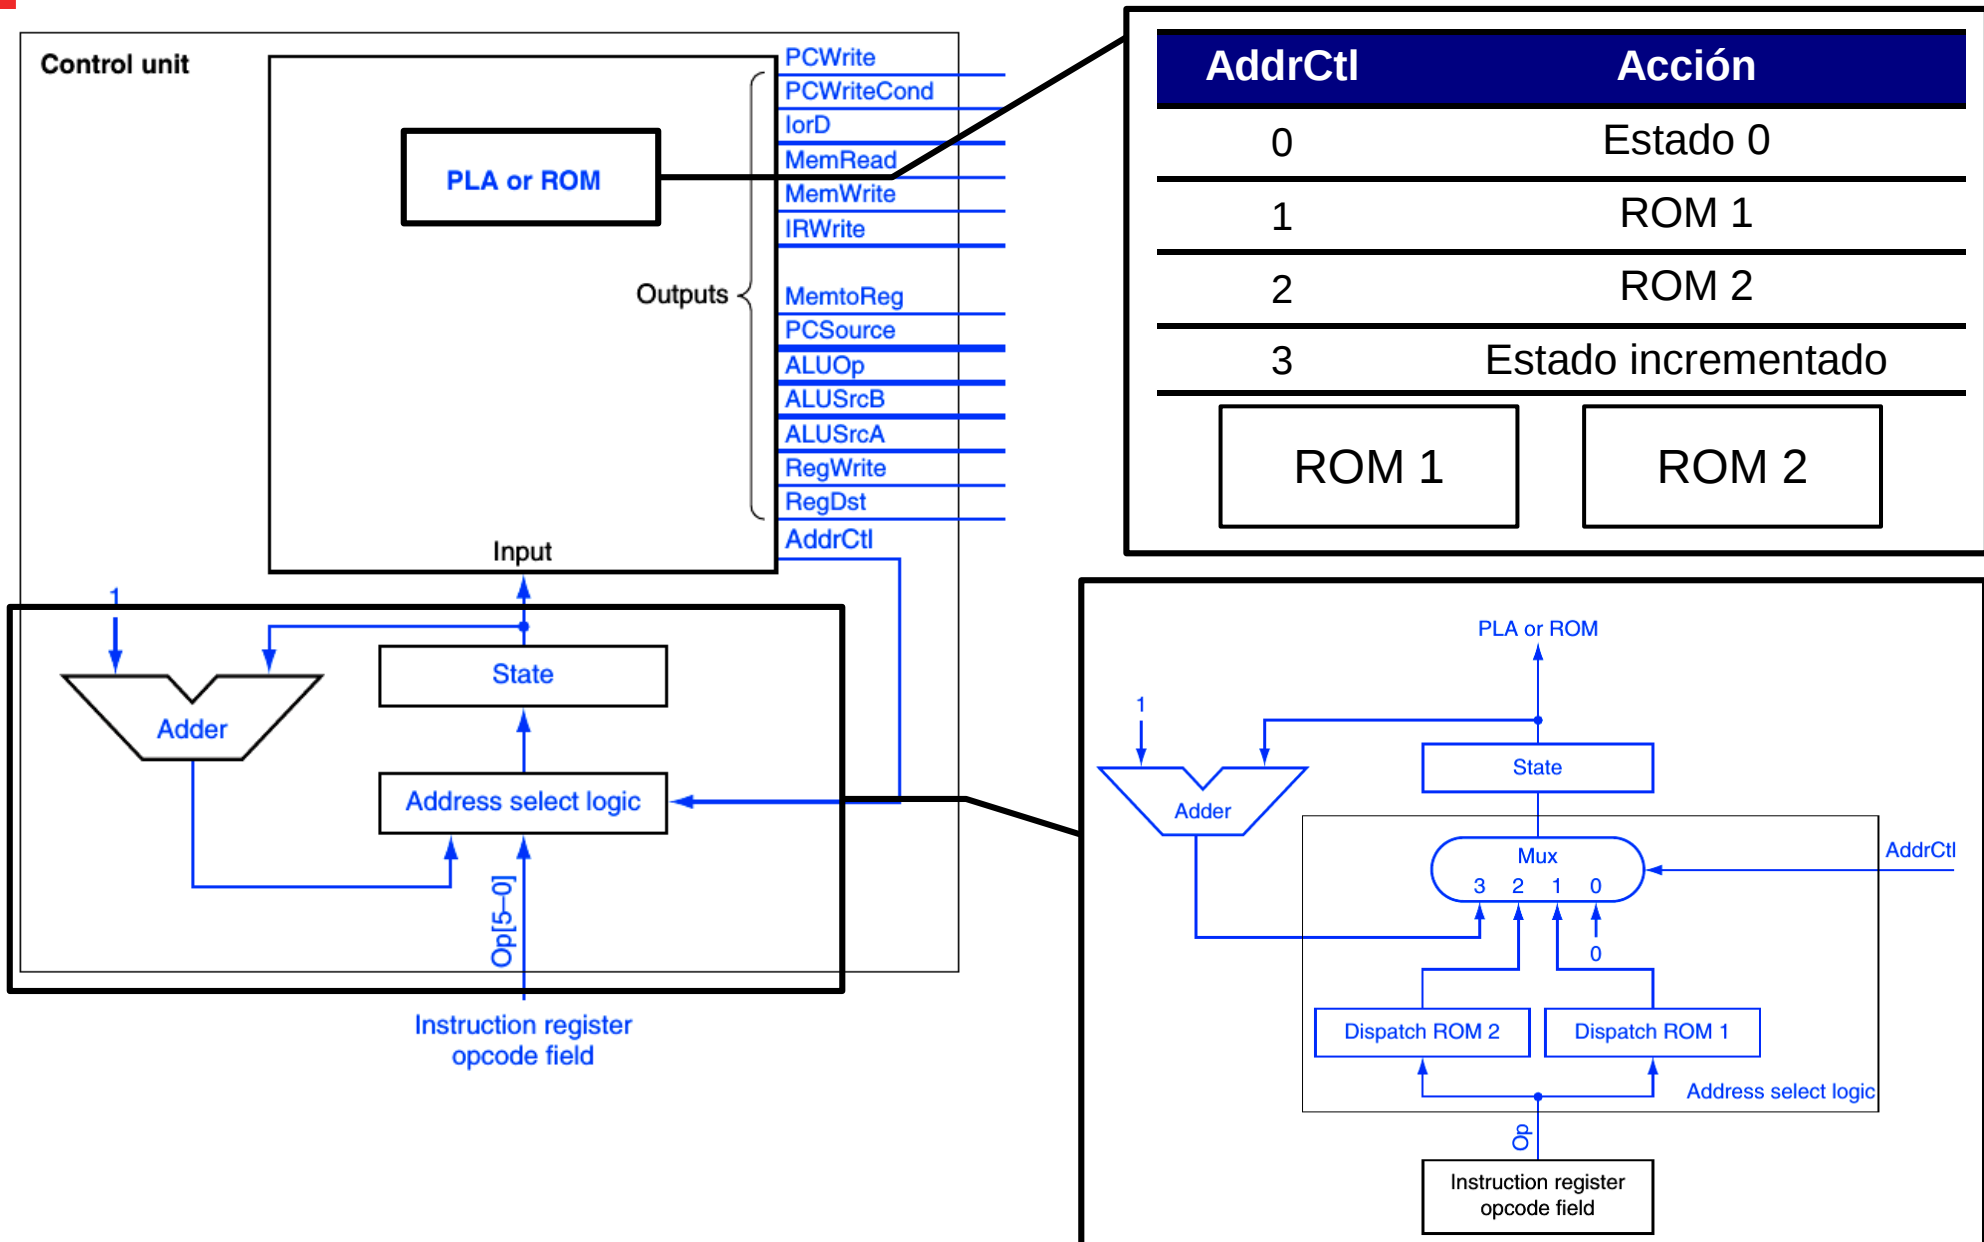 Control unit
PLA or ROM
Outputs
PCWrite
PCWriteCond
IorD
MemRead
MemWrite
IRWrite
MemtoReg
PCSource
ALUOp
ALUSrcB
ALUSrcA
RegWrite
RegDst
AddrCtl
Input
1
State
Adder
Address select logic
Op[5–0]
Instruction register
opcode field
AddrCtl Acción
0 Estado 0
1 ROM 1
2 ROM 2
3 Estado incrementado
ROM 1 ROM 2
PLA or ROM
1
State
Adder
Mux
AddrCtl
3 2 1 0
0
Dispatch ROM 2 Dispatch ROM 1
Address select logic
Op
Instruction register
opcode field